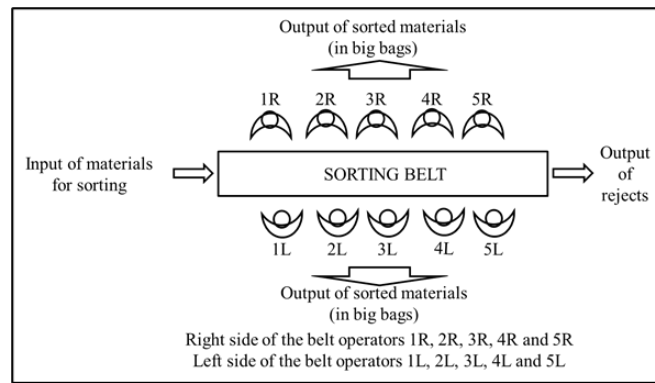 Output of sorted materials
(in big bags)
1R 2R 3R 4R 5R
Input of materials
for sorting
SORTING BELT
Output
of
rejects
1L 2L 3L 4L 5L
Output of sorted materials
(in big bags)
Right side of the belt operators 1R, 2R, 3R, 4R and 5R
Left side of the belt operators 1L, 2L, 3L, 4L and 5L